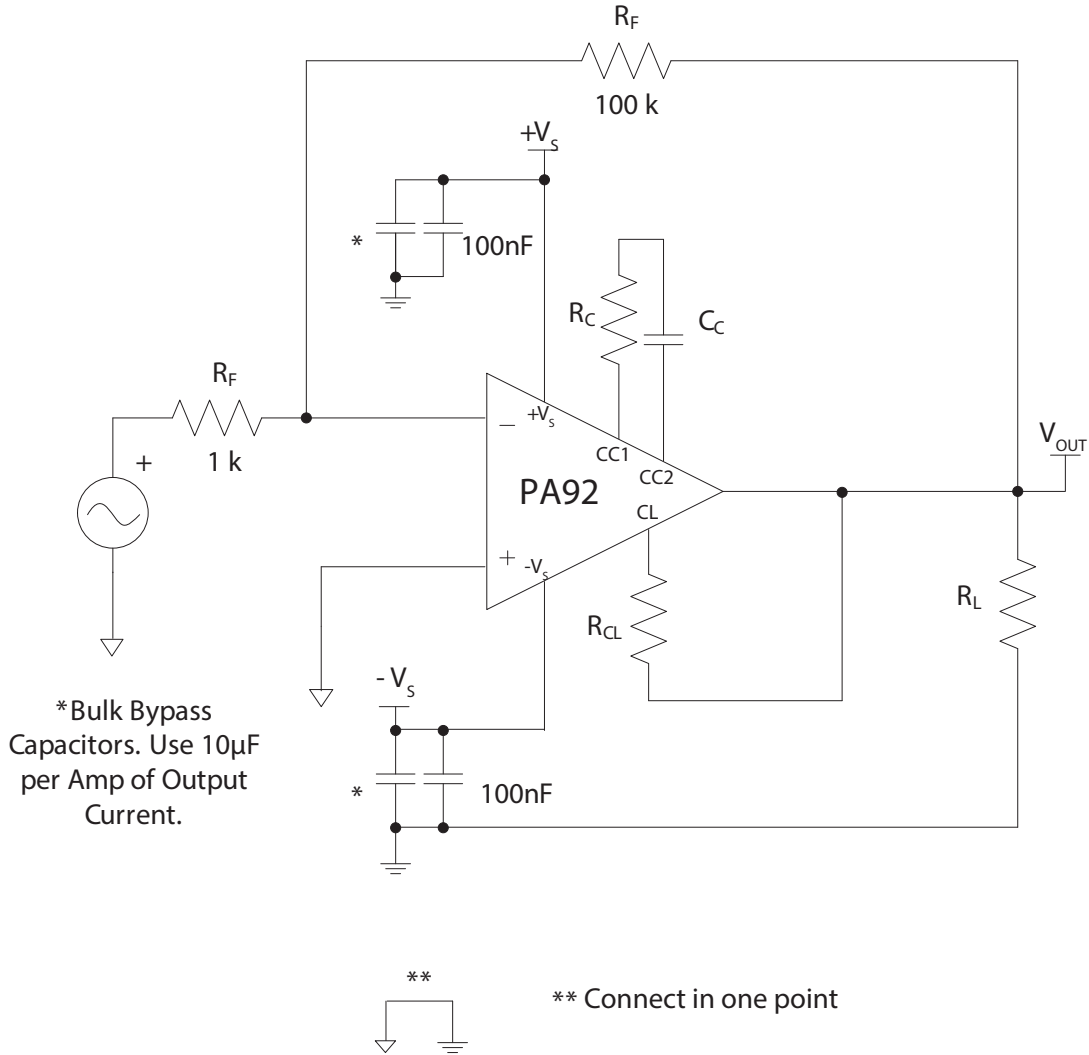 R_F
100 k
+V_S
*
100nF
R_C
C_C
R_F
1 k
+
−
+V_S
CC1
CC2
PA92
CL
+
-V_S
V_OUT
R_CL
R_L
- V_S
*Bulk Bypass
Capacitors. Use 10µF
per Amp of Output
Current.
*
100nF
**
** Connect in one point